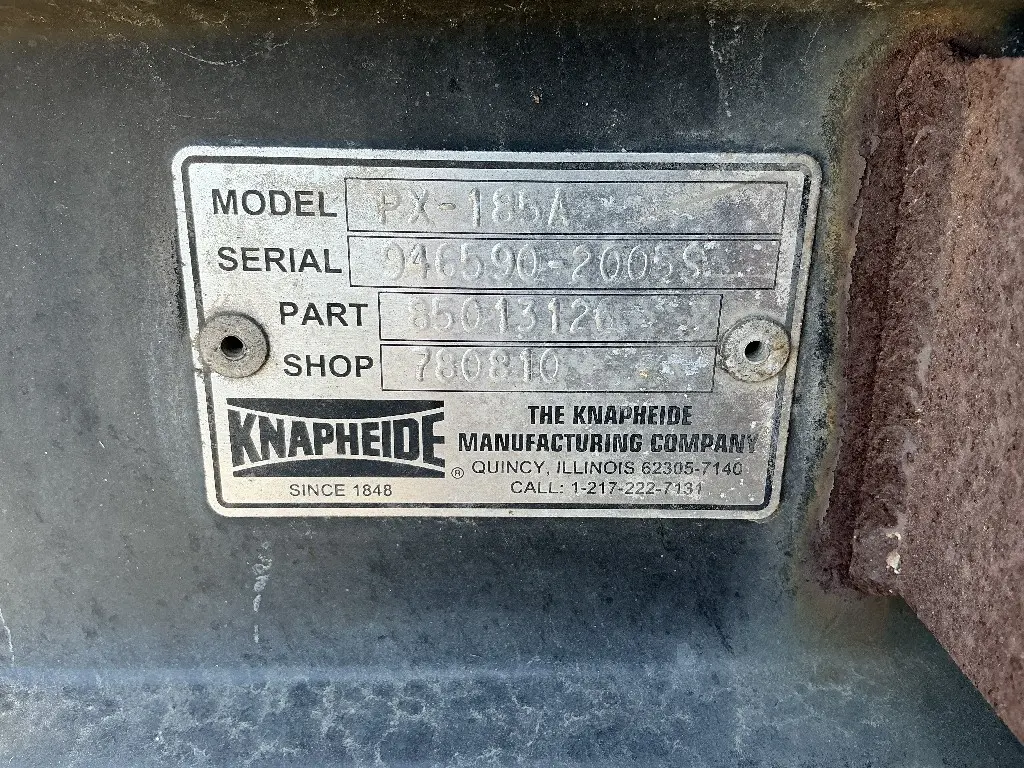 MODEL PX-185A
SERIAL 946590-2005S
PART 85013126
SHOP 780810
KNAPHEIDE ®
SINCE 1848
THE KNAPHEIDE
MANUFACTURING COMPANY
QUINCY, ILLINOIS 62305-7140
CALL: 1-217-222-7131